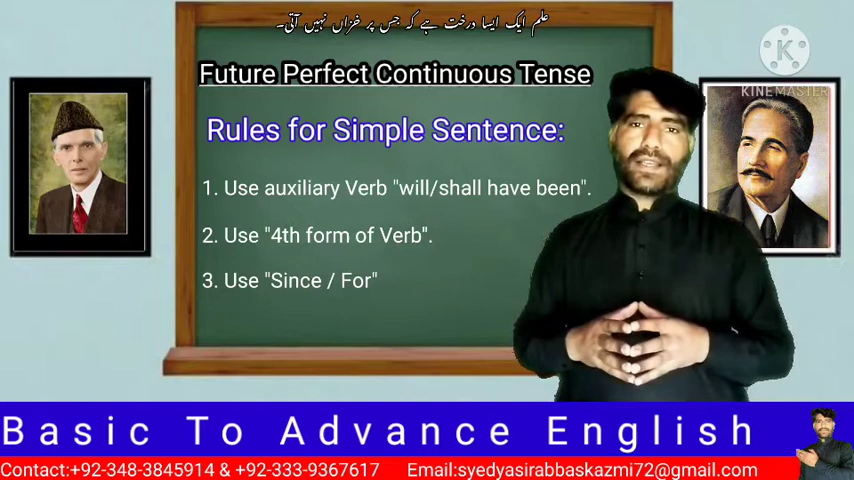 علم ایک ایسا درخت ہے کہ جس پر خزاں نہیں آتی۔
K
KINEMASTER
Future Perfect Continuous Tense
Rules for Simple Sentence:
1. Use auxiliary Verb "will/shall have been".
2. Use "4th form of Verb".
3. Use "Since / For"
Basic To Advance English
Contact:+92-348-3845914 & +92-333-9367617 Email:syedyasirabbaskazmi72@gmail.com